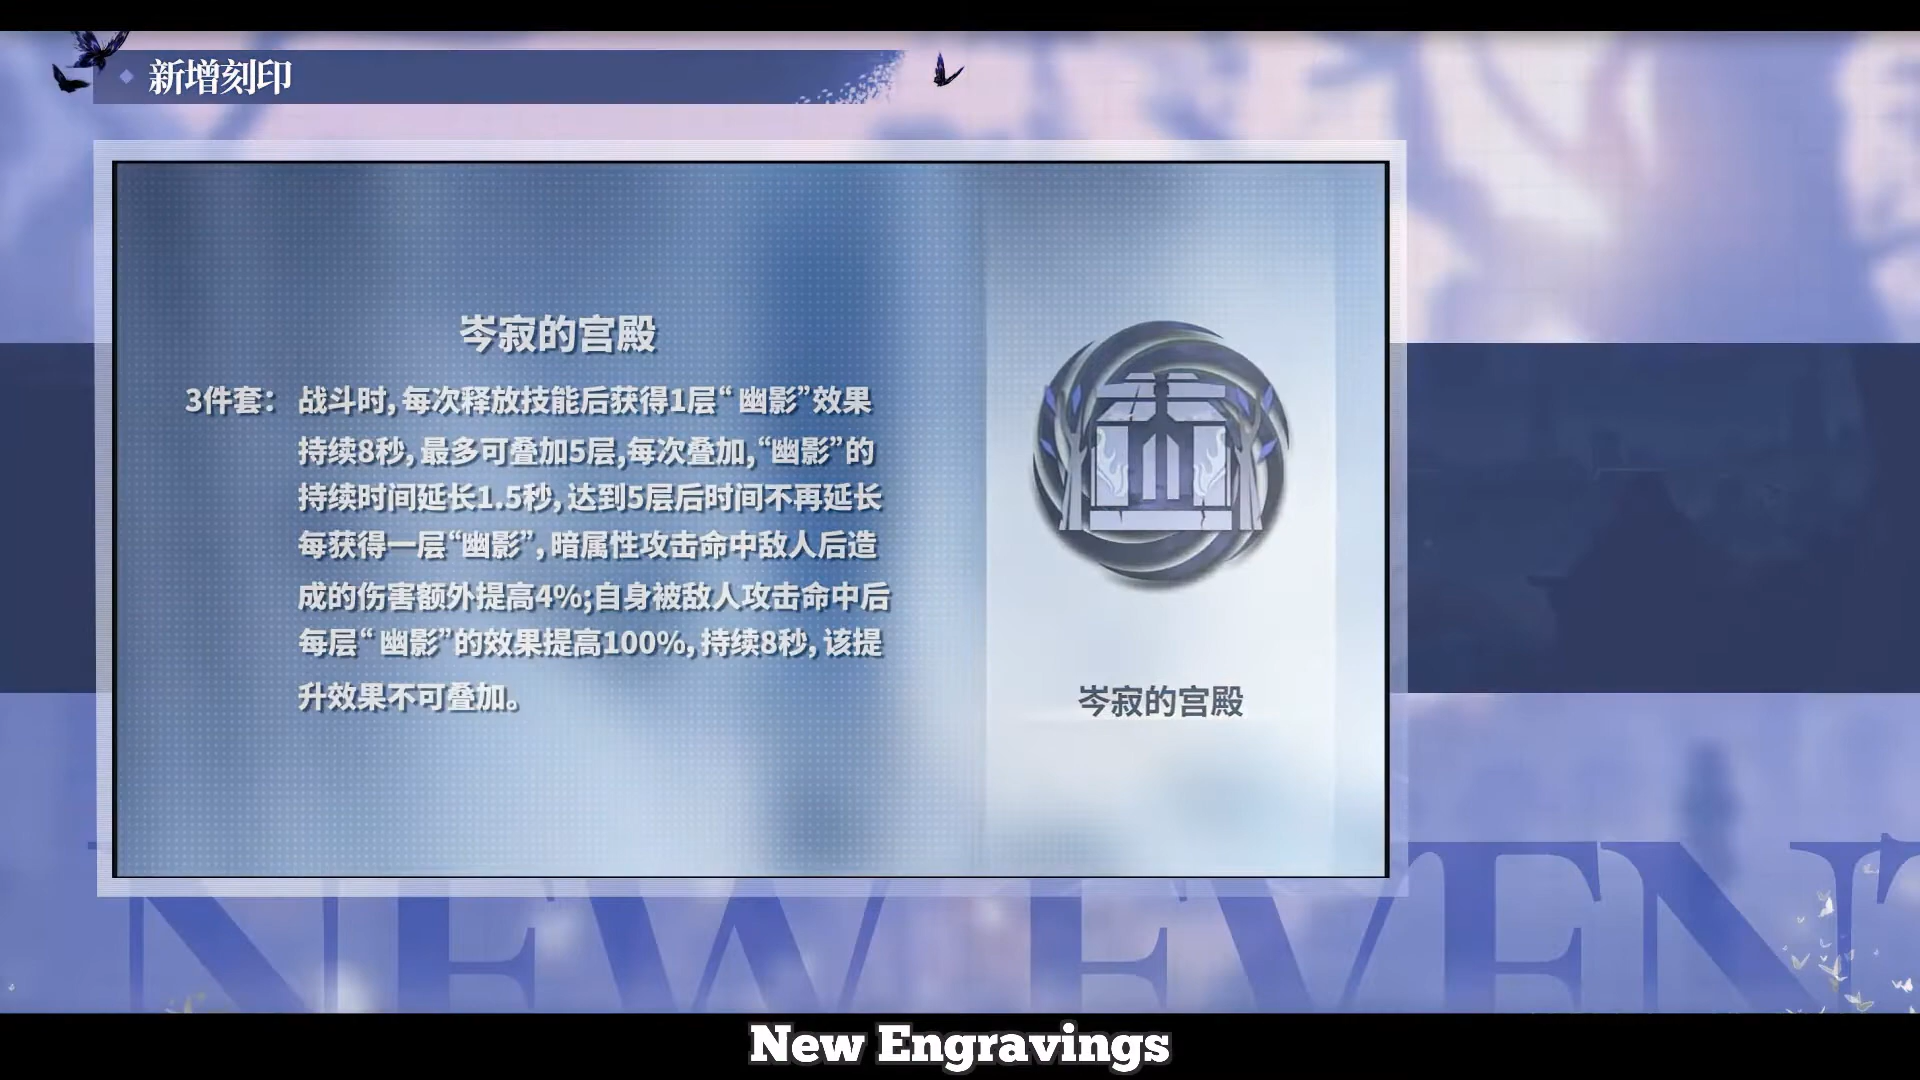 新增刻印
岑寂的宫殿
3件套： 战斗时，每次释放技能后获得1层“幽影”效果
持续8秒，最多可叠加5层，每次叠加，“幽影”的
持续时间延长1.5秒，达到5层后时间不再延长
每获得一层“幽影”，暗属性攻击命中敌人后造
成的伤害额外提高4%；自身被敌人攻击命中后
每层“幽影”的效果提高100%，持续8秒，该提
升效果不可叠加。
岑寂的宫殿
NEW EVENT
New Engravings